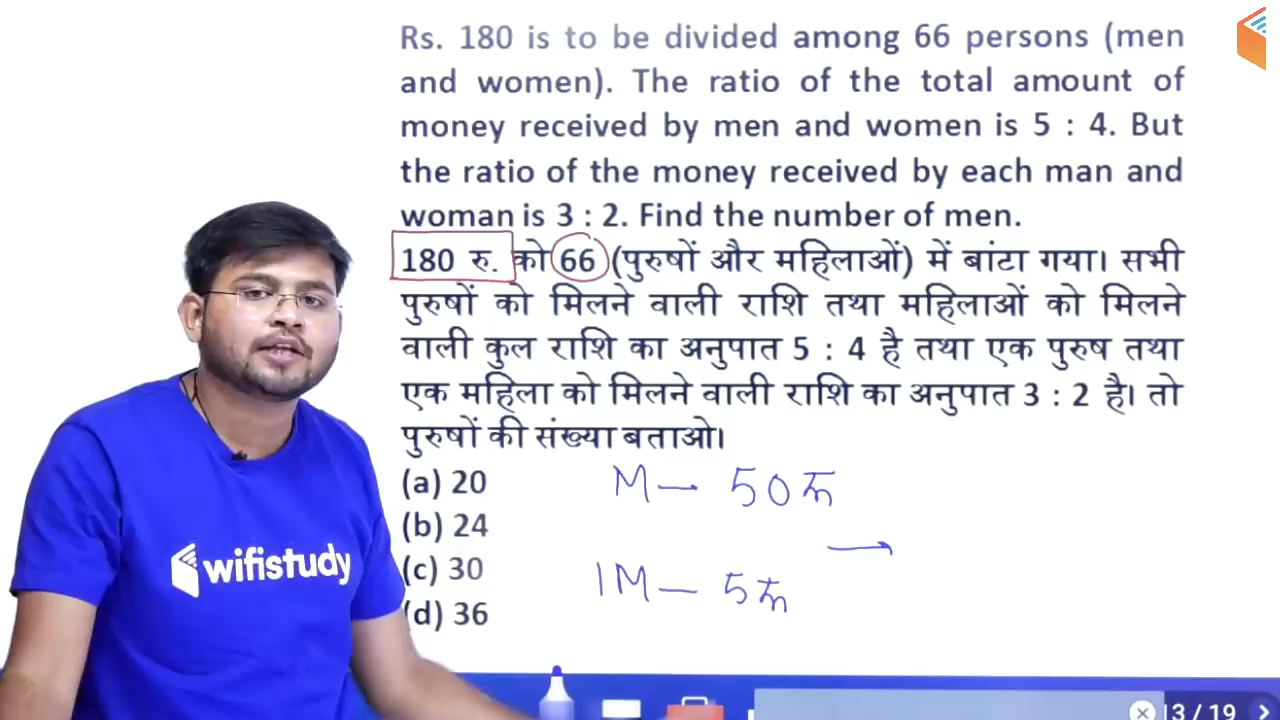 Rs. 180 is to be divided among 66 persons (men
and women). The ratio of the total amount of
money received by men and women is 5 : 4. But
the ratio of the money received by each man and
woman is 3 : 2. Find the number of men.
180 रु. को 66 (पुरुषों और महिलाओं) में बांटा गया। सभी
पुरुषों को मिलने वाली राशि तथा महिलाओं को मिलने
वाली कुल राशि का अनुपात 5 : 4 है तथा एक पुरुष तथा
एक महिला को मिलने वाली राशि का अनुपात 3 : 2 है। तो
पुरुषों की संख्या बताओ।
(a) 20
(b) 24
(c) 30
(d) 36
M — 50 रू
1M — 5 रू
wifistudy
13 / 19